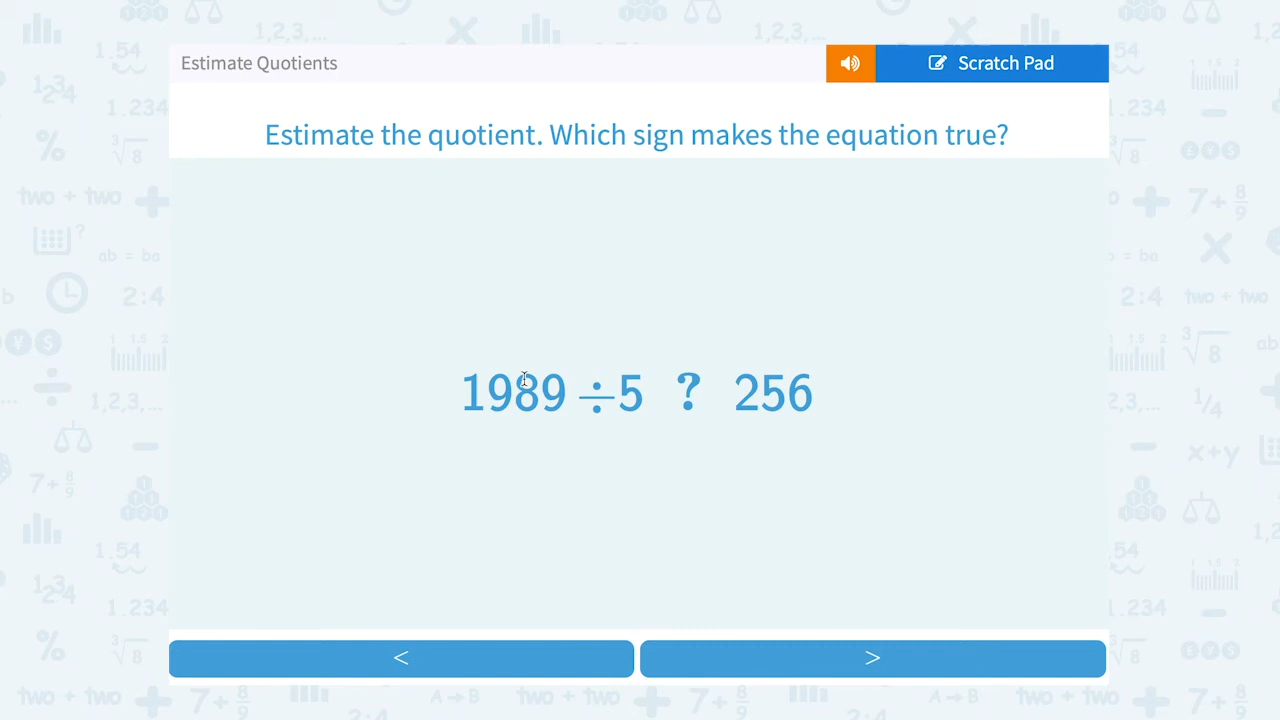 Estimate Quotients
Scratch Pad
Estimate the quotient. Which sign makes the equation true?
1989 ÷ 5 ? 256
< >